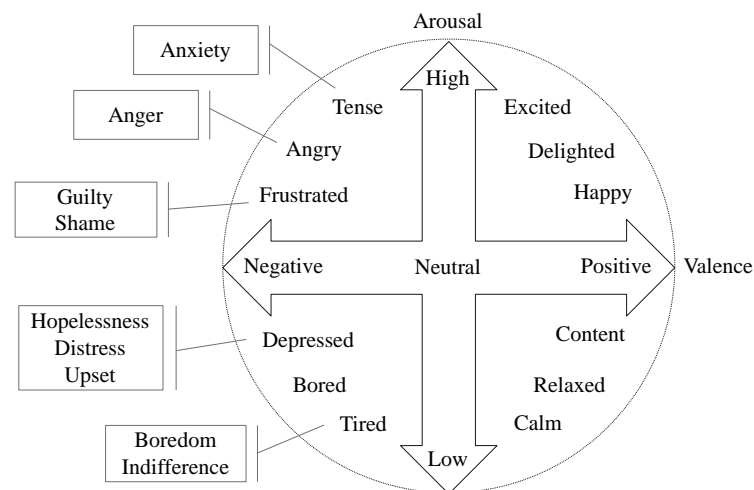 Arousal
Anxiety
High
Tense
Excited
Anger
Angry
Delighted
Guilty
Shame
Frustrated
Happy
Negative
Neutral
Positive
Valence
Hopelessness
Distress
Upset
Depressed
Content
Bored
Relaxed
Tired
Calm
Boredom
Indifference
Low